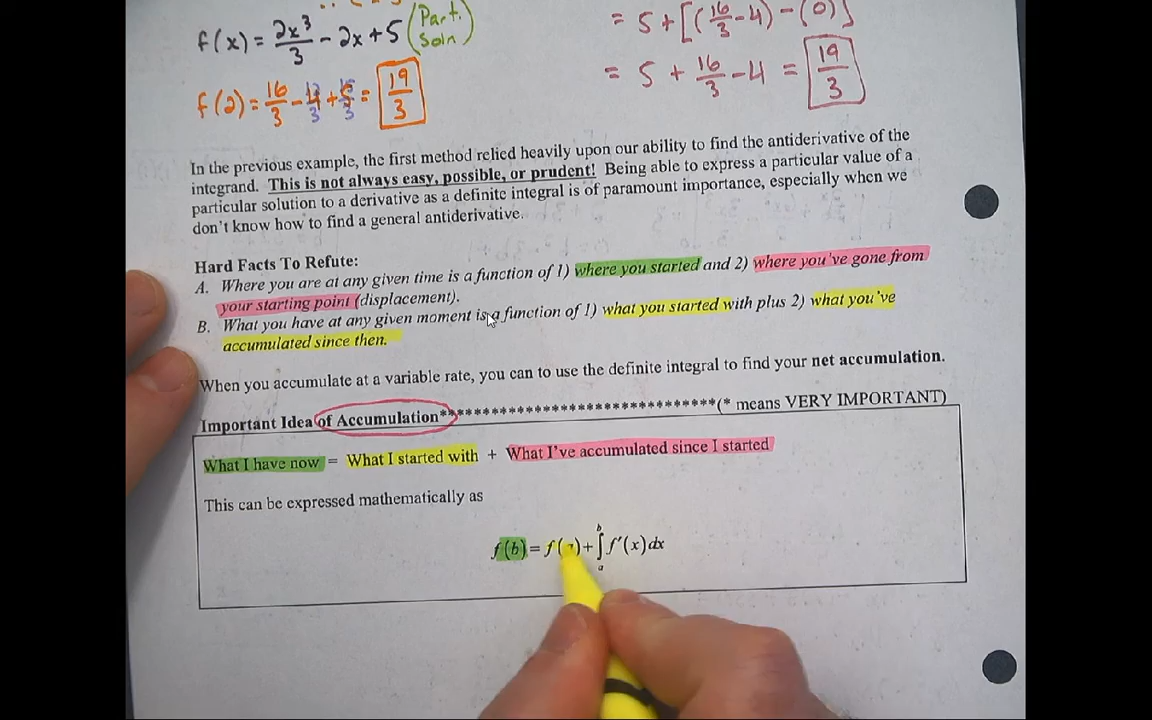 f(x) = 2x³/3 - 2x + 5 (Part. Soln)
= 5 + [(16/3 - 4) - (0)]
f(2) = 16/3 - 4 + 5 = 19/3
= 5 + 16/3 - 4 = 19/3
In the previous example, the first method relied heavily upon our ability to find the antiderivative of the
integrand. This is not always easy, possible, or prudent! Being able to express a particular value of a
particular solution to a derivative as a definite integral is of paramount importance, especially when we
don't know how to find a general antiderivative.
Hard Facts To Refute:
A. Where you are at any given time is a function of 1) where you started and 2) where you've gone from
your starting point (displacement).
B. What you have at any given moment is a function of 1) what you started with plus 2) what you've
accumulated since then.
When you accumulate at a variable rate, you can to use the definite integral to find your net accumulation.
Important Idea of Accumulation*******************************(* means VERY IMPORTANT)
What I have now = What I started with + What I've accumulated since I started
This can be expressed mathematically as
f(b) = f( ) + ∫ₐᵇ f'(x)dx